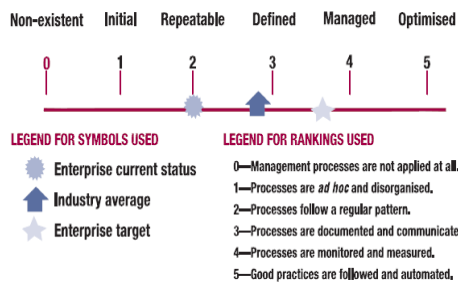 Non-existent Initial Repeatable Defined Managed Optimised
0 1 2 3 4 5
LEGEND FOR SYMBOLS USED
Enterprise current status
Industry average
Enterprise target
LEGEND FOR RANKINGS USED
0—Management processes are not applied at all.
1—Processes are ad hoc and disorganised.
2—Processes follow a regular pattern.
3—Processes are documented and communicate
4—Processes are monitored and measured.
5—Good practices are followed and automated.